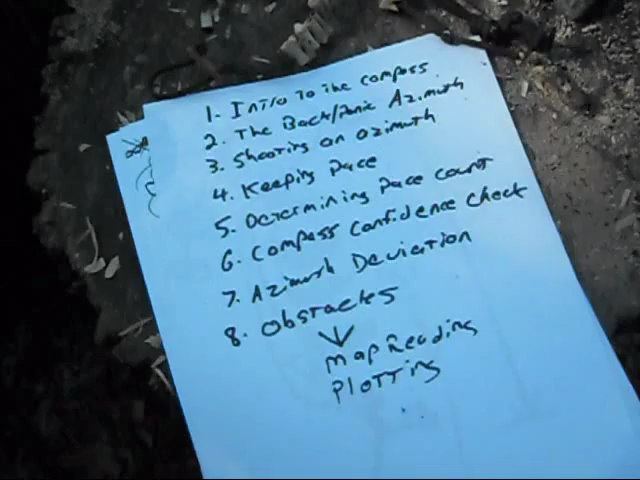 1. Intro to the compass
2. The Back/Panic Azimuth
3. Shooting an azimuth
4. Keeping Pace
5. Determining Pace count
6. Compass Confidence Check
7. Azimuth Deviation
8. Obstacles
Map Reading
Plotting